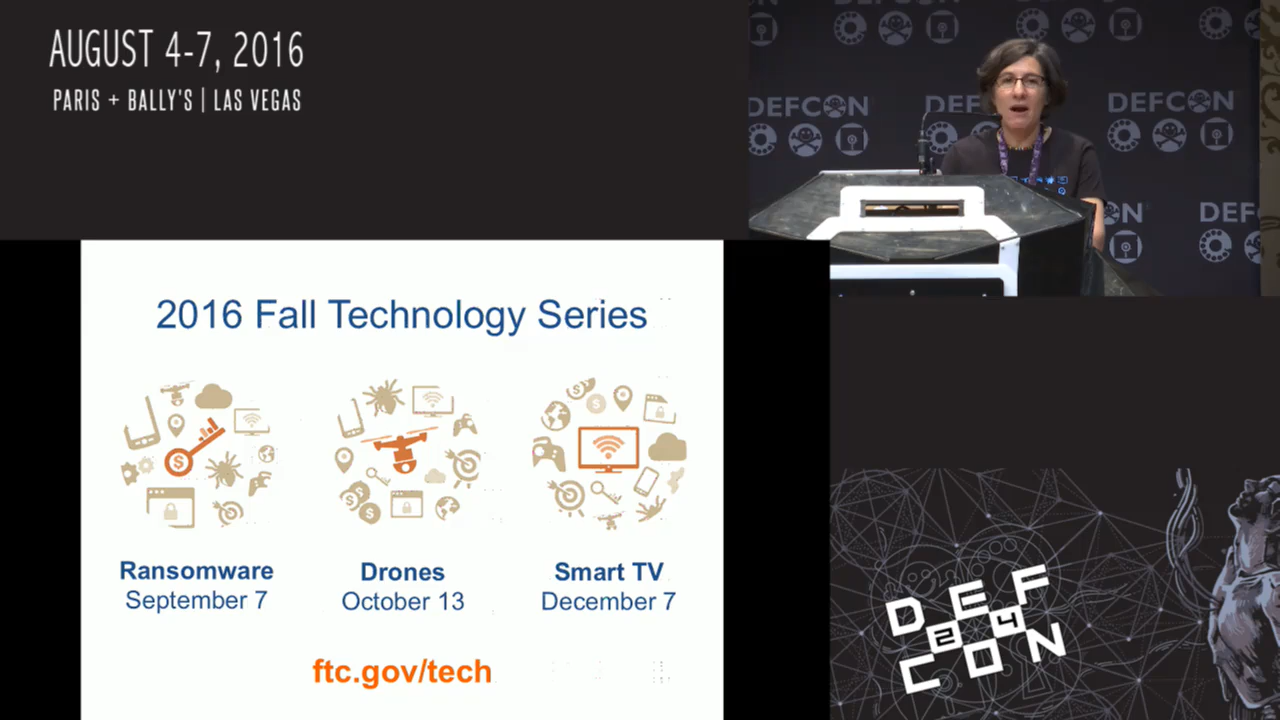 AUGUST 4-7, 2016
PARIS + BALLY'S | LAS VEGAS
DEFCON
DEFCON
DEFCON
2016 Fall Technology Series
Ransomware
September 7
Drones
October 13
Smart TV
December 7
ftc.gov/tech
DEF
24
CON